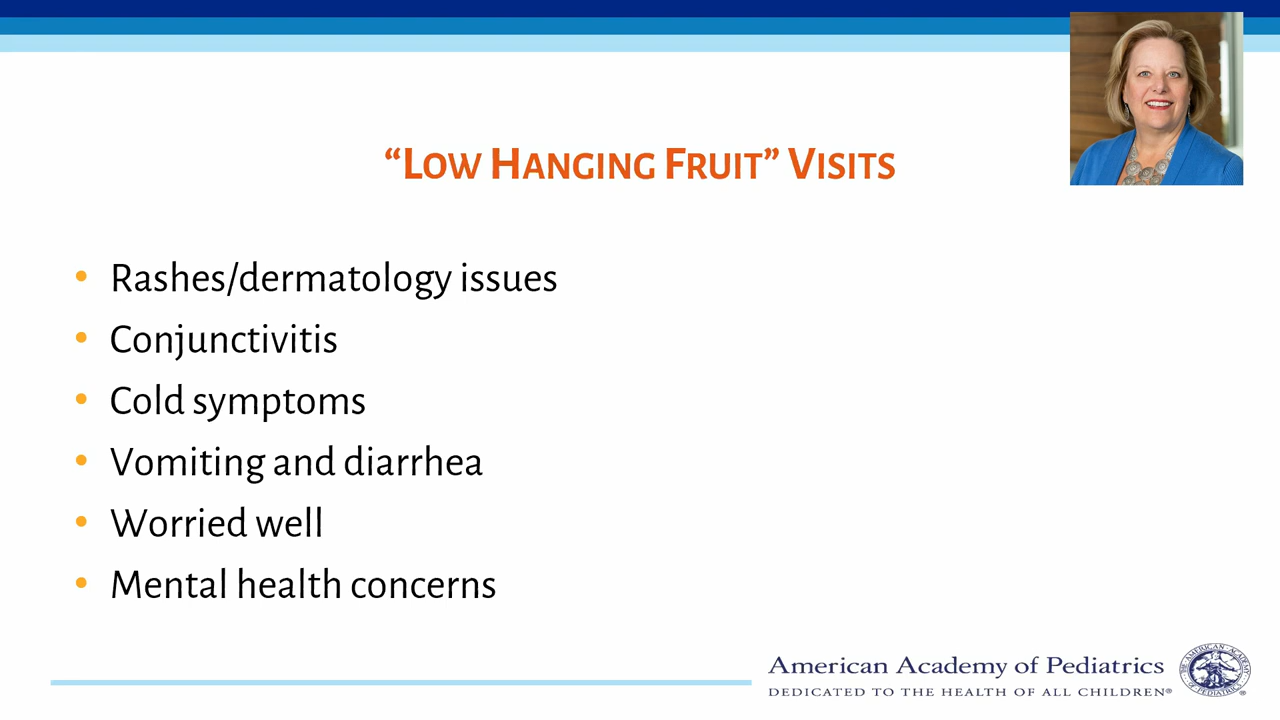 “Low Hanging Fruit” Visits
• Rashes/dermatology issues
• Conjunctivitis
• Cold symptoms
• Vomiting and diarrhea
• Worried well
• Mental health concerns
American Academy of Pediatrics
DEDICATED TO THE HEALTH OF ALL CHILDREN®